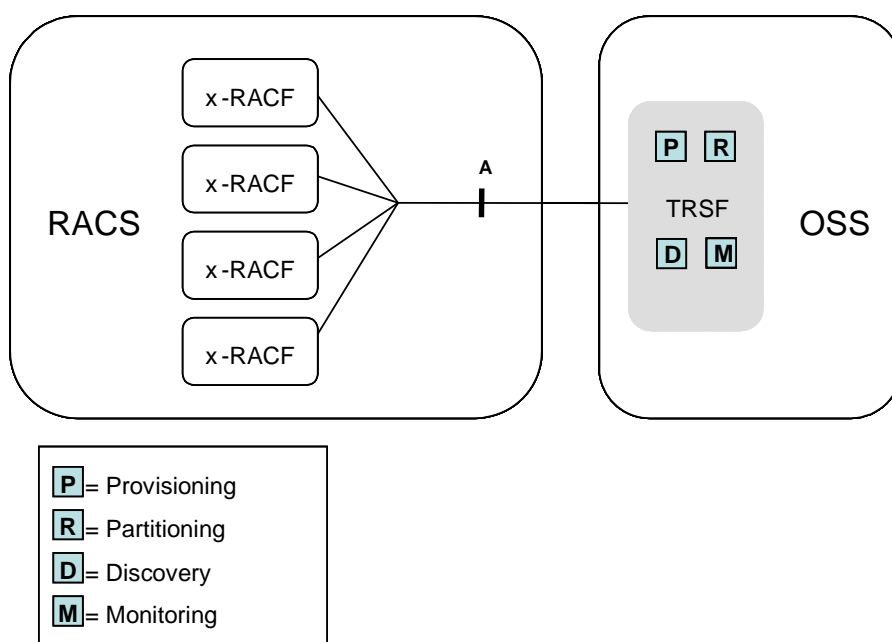 x-RACF
x-RACF
x-RACF
x-RACF
RACS
A
P R
TRSF
D M
OSS
P = Provisioning
R = Partitioning
D = Discovery
M = Monitoring